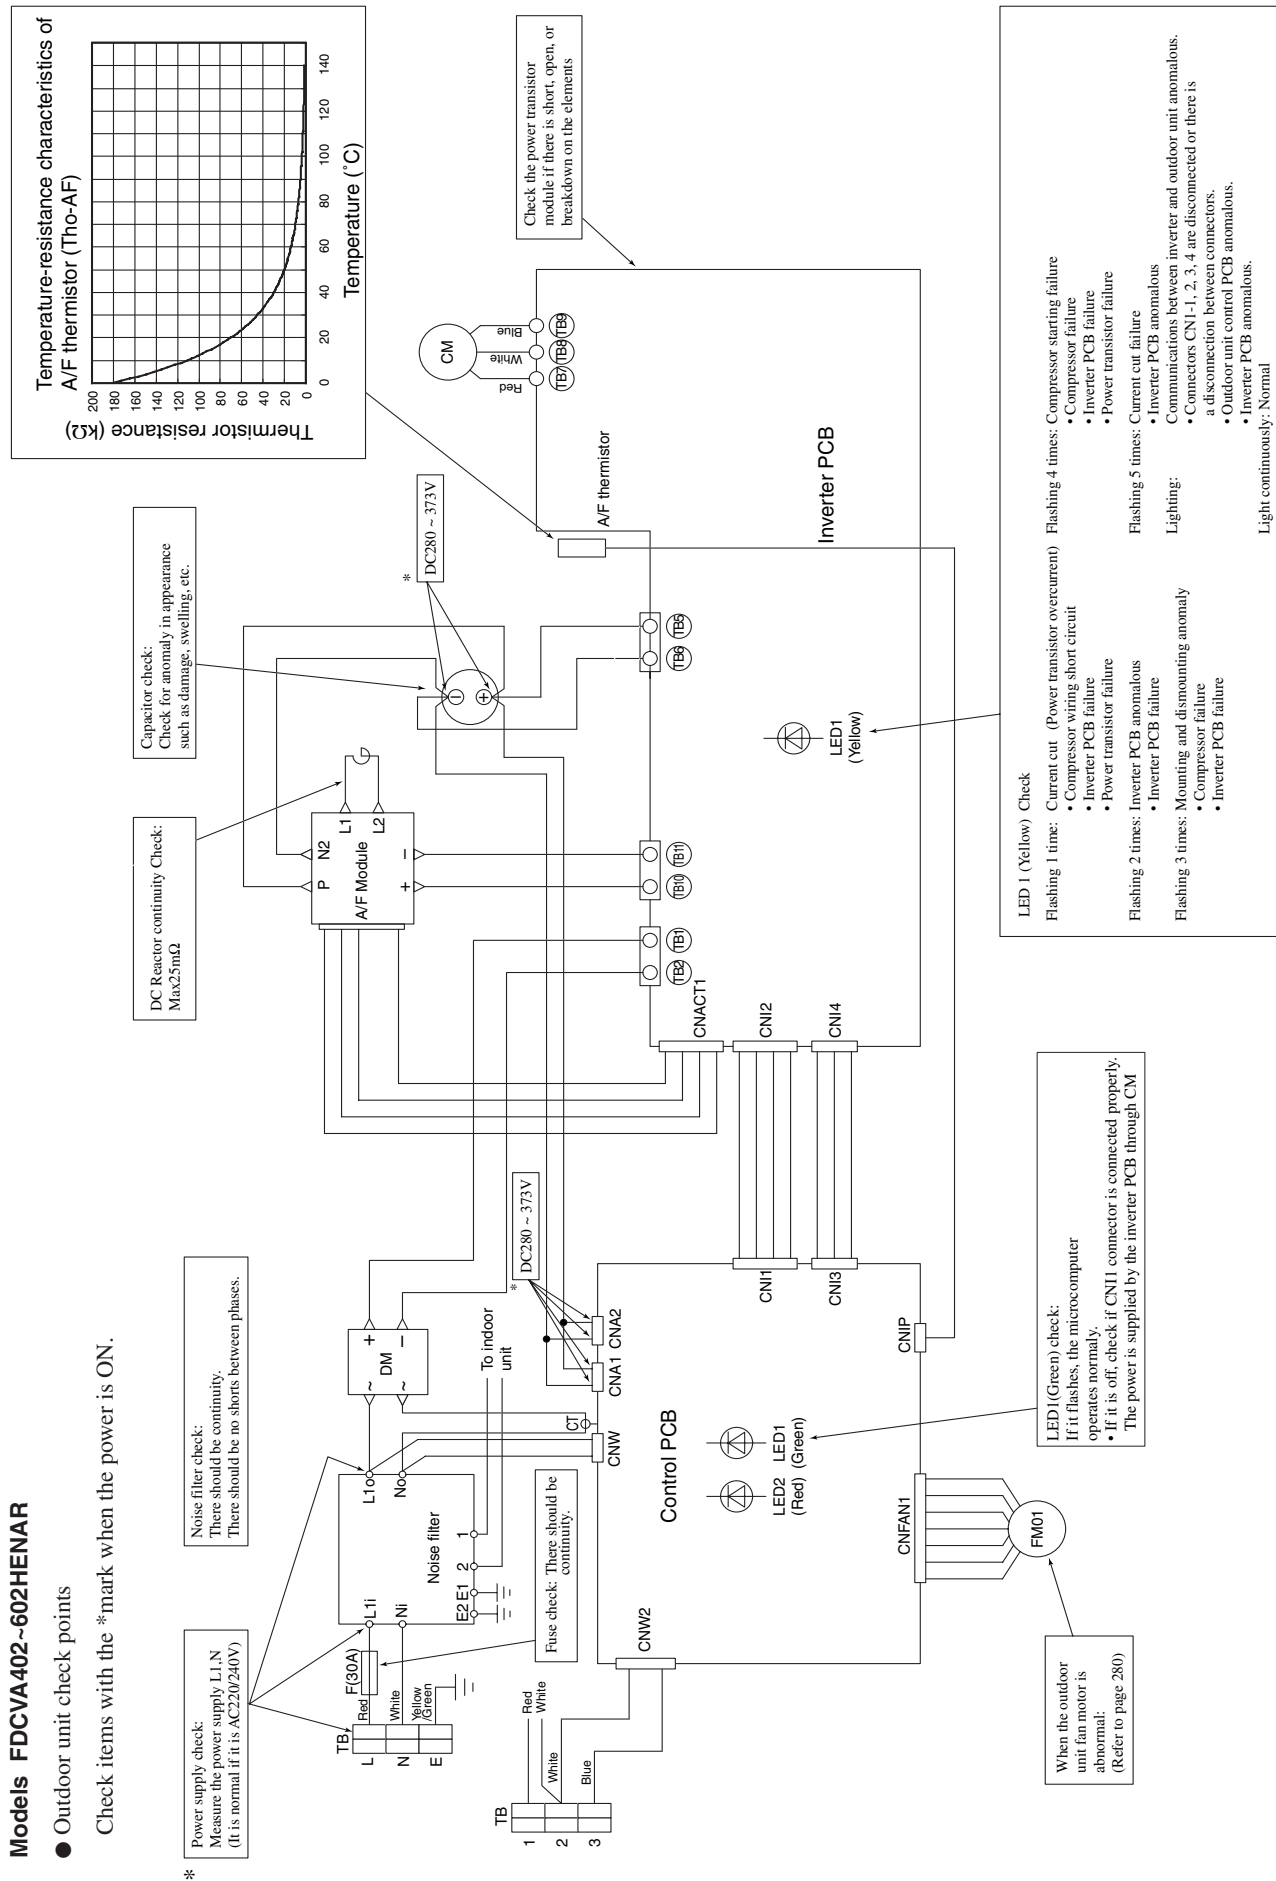 Models FDCVA402~602HENAR
● Outdoor unit check points
Check items with the *mark when the power is ON.
*
Power supply check:
Measure the power supply L1,N
(It is normal if it is AC220/240V)
Noise filter check:
There should be continuity.
There should be no shorts between phases.
DC Reactor continuity Check:
Max25mΩ
Capacitor check:
Check for anomaly in appearance
such as damage, swelling, etc.
Temperature-resistance characteristics of
A/F thermistor (Tho-AF)
Thermistor resistance (kΩ)
200
180
160
140
120
100
80
60
40
20
0
0 20 40 60 80 100 120 140
Temperature (˚C)
TB
L
N
E
Red
White
Yellow
/Green
F(30A)
L1i
Ni
L1o
No
Noise filter
E2 E1 2 1
Fuse check: There should be
continuity.
To indoor
unit
~
~
DM
+
−
P
N2
A/F Module
+
−
L1
L2
−
+
*
DC280 ~ 373V
*
DC280 ~ 373V
TB
1
2
3
Red
White
White
Blue
CNW2
CNW
CT
CNA1
CNA2
Control PCB
LED2
(Red)
LED1
(Green)
CNFAN1
FM01
CNIP
CNI1
CNI3
CNACT1
CNI2
CNI4
TB2
TB1
TB10
TB11
TB6
TB5
A/F thermistor
CM
Red
White
Blue
TB7
TB8
TB9
Inverter PCB
LED1
(Yellow)
Check the power transistor
module if there is short, open, or
breakdown on the elements
When the outdoor
unit fan motor is
abnormal:
(Refer to page 280)
LED1(Green) check:
If it flashes, the microcomputer
operates normaly.
• If it is off, check if CNI1 connector is connected properly.
The power is supplied by the inverter PCB through CM
LED 1 (Yellow) Check
Flashing 1 time: Current cut (Power transistor overcurrent)
• Compressor wiring short circuit
• Inverter PCB failure
• Power transistor failure
Flashing 2 times: Inverter PCB anomalous
• Inverter PCB failure
Flashing 3 times: Mounting and dismounting anomaly
• Compressor failure
• Inverter PCB failure
Flashing 4 times: Compressor starting failure
• Compressor failure
• Inverter PCB failure
• Power transistor failure
Flashing 5 times: Current cut failure
• Inverter PCB anomalous
Lighting: Communications between inverter and outdoor unit anomalous.
• Connectors CN1-1, 2, 3, 4 are disconnected or there is
a disconnection between connectors.
• Outdoor unit control PCB anomalous.
• Inverter PCB anomalous.
Light continuously: Normal